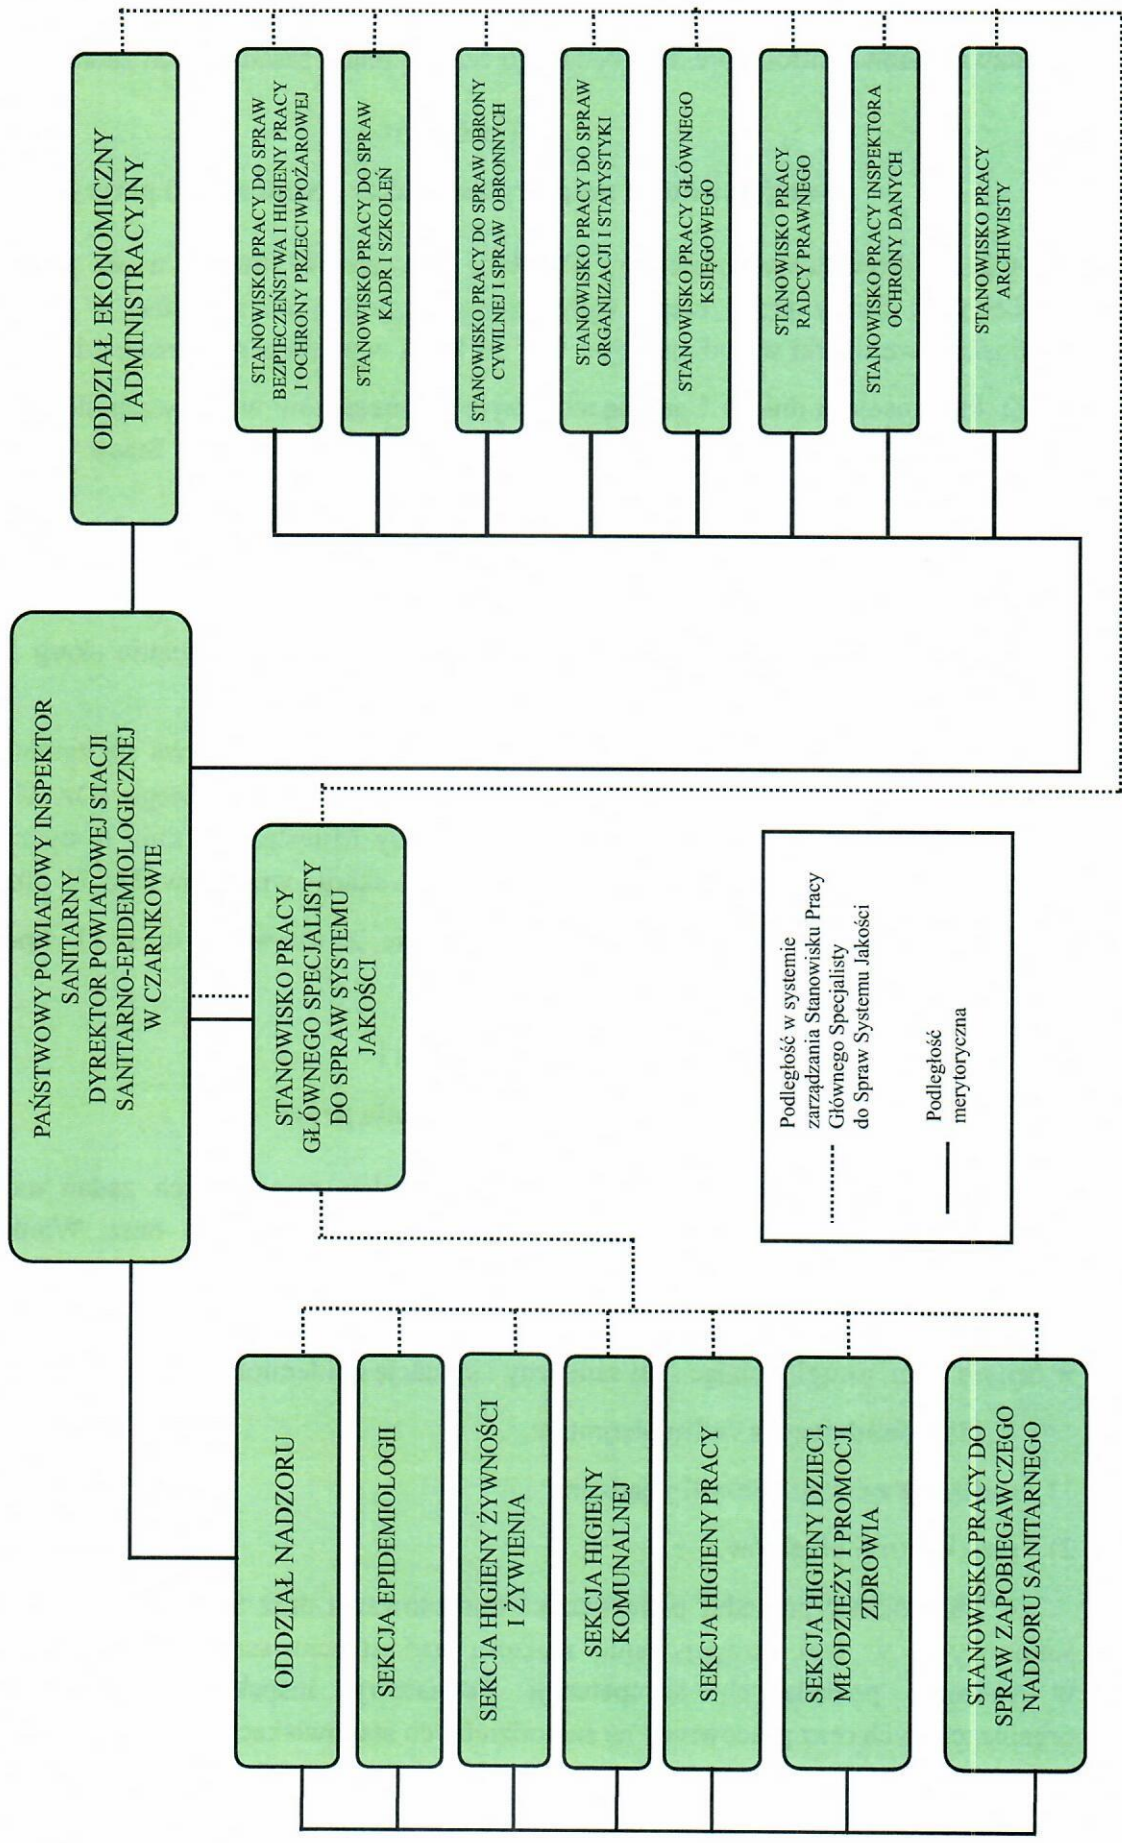 PAŃSTWOWY POWIATOWY INSPEKTOR
SANITARNY
DYREKTOR POWIATOWEJ STACJI
SANITARNO-EPIDEMIOLOGICZNEJ
W CZARNKOWIE
ODDZIAŁ EKONOMICZNY
I ADMINISTRACYJNY
STANOWISKO PRACY
GŁÓWNEGO SPECJALISTY
DO SPRAW SYSTEMU
JAKOŚCI
ODDZIAŁ NADZORU
SEKCJA EPIDEMIOLOGII
SEKCJA HIGIENY ŻYWNOŚCI
I ŻYWIENIA
SEKCJA HIGIENY
KOMUNALNEJ
SEKCJA HIGIENY PRACY
SEKCJA HIGIENY DZIECI,
MŁODZIEŻY I PROMOCJI
ZDROWIA
STANOWISKO PRACY DO
SPRAW ZAPOBIEGAWCZEGO
NADZORU SANITARNEGO
STANOWISKO PRACY DO SPRAW
BEZPIECZEŃSTWA I HIGIENY PRACY
I OCHRONY PRZECIWPOŻAROWEJ
STANOWISKO PRACY DO SPRAW
KADR I SZKOLEŃ
STANOWISKO PRACY DO SPRAW OBRONY
CYWILNEJ I SPRAW OBRONNYCH
STANOWISKO PRACY DO SPRAW
ORGANIZACJI I STATYSTYKI
STANOWISKO PRACY GŁÓWNEGO
KSIĘGOWEGO
STANOWISKO PRACY
RADCY PRAWNEGO
STANOWISKO PRACY INSPEKTORA
OCHRONY DANYCH
STANOWISKO PRACY
ARCHIWISTY
Podległość w systemie
zarządzania Stanowisku Pracy
Głównego Specjalisty
do Spraw Systemu Jakości
Podległość
merytoryczna